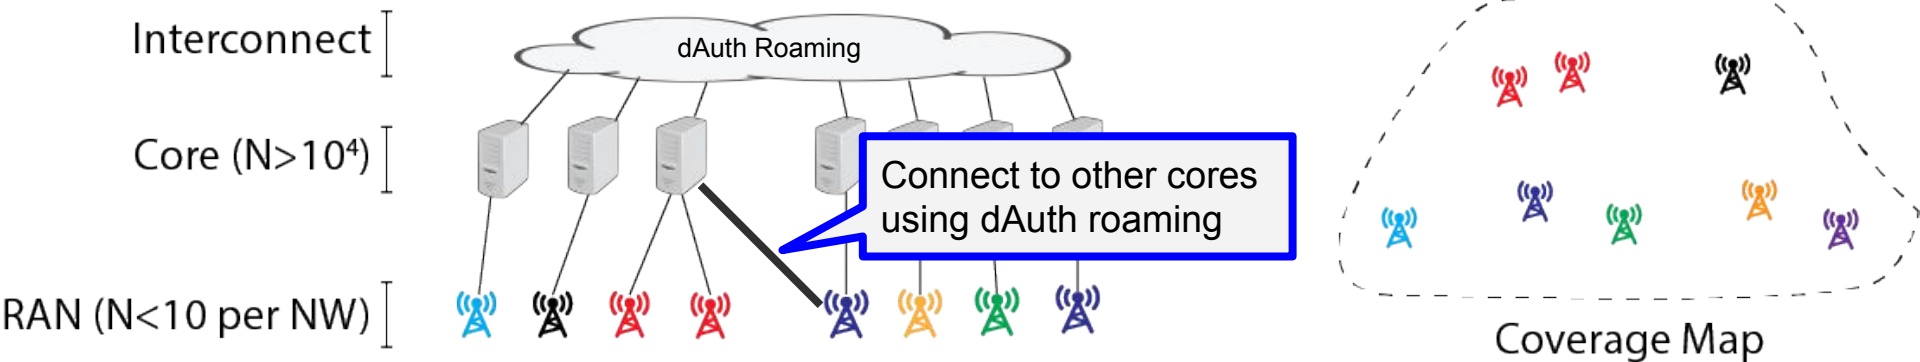 Interconnect
dAuth Roaming
Core (N>10⁴)
Connect to other cores
using dAuth roaming
RAN (N<10 per NW)
Coverage Map